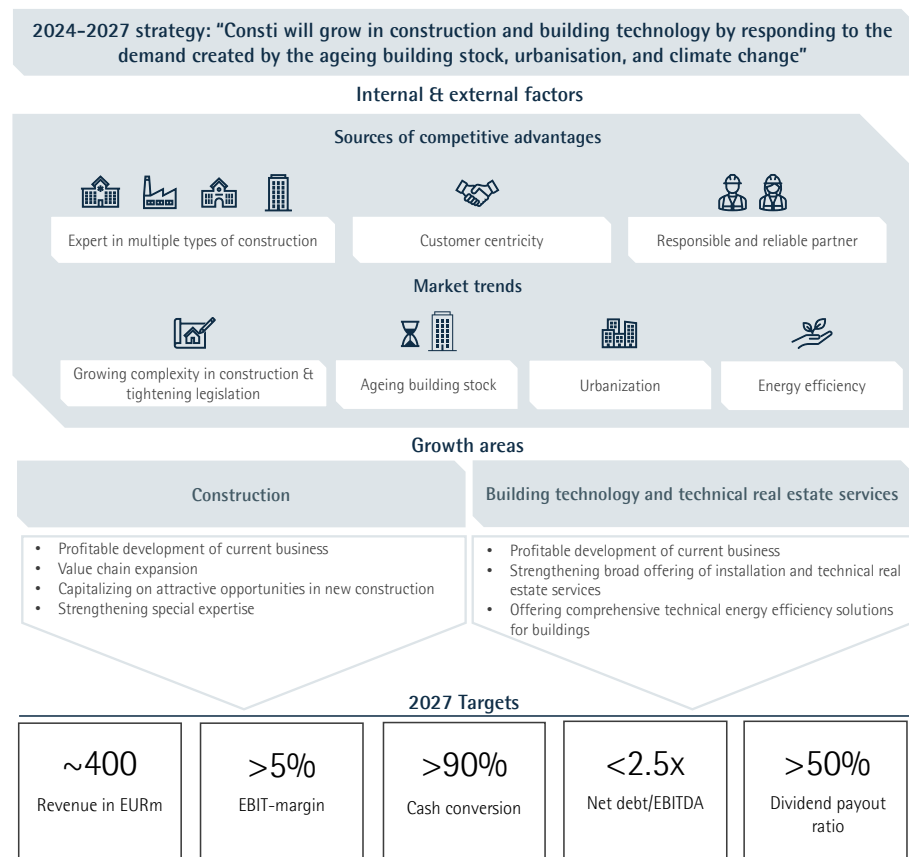 2024-2027 strategy: “Consti will grow in construction and building technology by responding to the
demand created by the ageing building stock, urbanisation, and climate change”
Internal & external factors
Sources of competitive advantages
Expert in multiple types of construction
Customer centricity
Responsible and reliable partner
Market trends
Growing complexity in construction &
tightening legislation
Ageing building stock
Urbanization
Energy efficiency
Growth areas
Construction
Building technology and technical real estate services
• Profitable development of current business
• Value chain expansion
• Capitalizing on attractive opportunities in new construction
• Strengthening special expertise
• Profitable development of current business
• Strengthening broad offering of installation and technical real
estate services
• Offering comprehensive technical energy efficiency solutions
for buildings
2027 Targets
~400
Revenue in EURm
>5%
EBIT-margin
>90%
Cash conversion
<2.5x
Net debt/EBITDA
>50%
Dividend payout
ratio